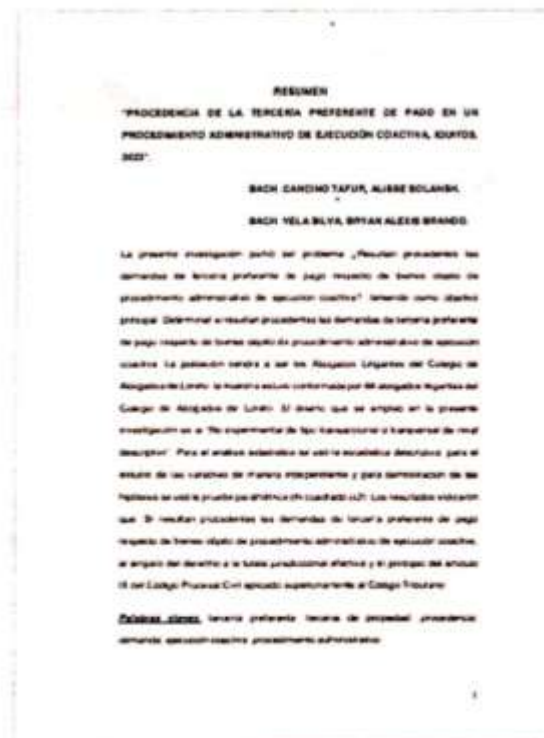 RESUMEN
"PROCEDENCIA DE LA TERCERÍA PREFERENTE DE PAGO EN UN
PROCEDIMIENTO ADMINISTRATIVO DE EJECUCIÓN COACTIVA, IQUITOS,
2022".
BACH. CANCINO TAFUR, ALISSE SOLANSH.
BACH. YELA SILVA, BRYAN ALEXIS BRANDO.
La presente investigación partió del problema ¿Resultan procedentes las
demandas de tercería preferente de pago respecto de bienes objeto de
procedimiento administrativo de ejecución coactiva? teniendo como objetivo
principal: Determinar si resultan procedentes las demandas de tercería preferente
de pago respecto de bienes objeto de procedimiento administrativo de ejecución
coactiva. La población vendrá a ser los Abogados Litigantes del Colegio de
Abogados de Loreto, la muestra estuvo conformada por abogados litigantes del
Colegio de Abogados de Loreto. El diseño que se empleó en la presente
investigación es el "No experimental de tipo transaccional o transversal de nivel
descriptivo". Para el análisis estadístico se usó la estadística descriptiva para el
estudio de las variables de manera independiente y para demostración de las
hipótesis se usó la prueba paramétrica chi cuadrado (x2). Los resultados indicaron
que: Si resultan procedentes las demandas de tercería preferente de pago
respecto de bienes objeto de procedimiento administrativo de ejecución coactiva,
al amparo del derecho a la tutela jurisdiccional efectiva y el principio del artículo
III del Código Procesal Civil aplicado supletoriamente al Código Tributario.
Palabras claves: tercería preferente, tercería de propiedad, procedencia,
demanda, ejecución coactiva, procedimiento administrativo.